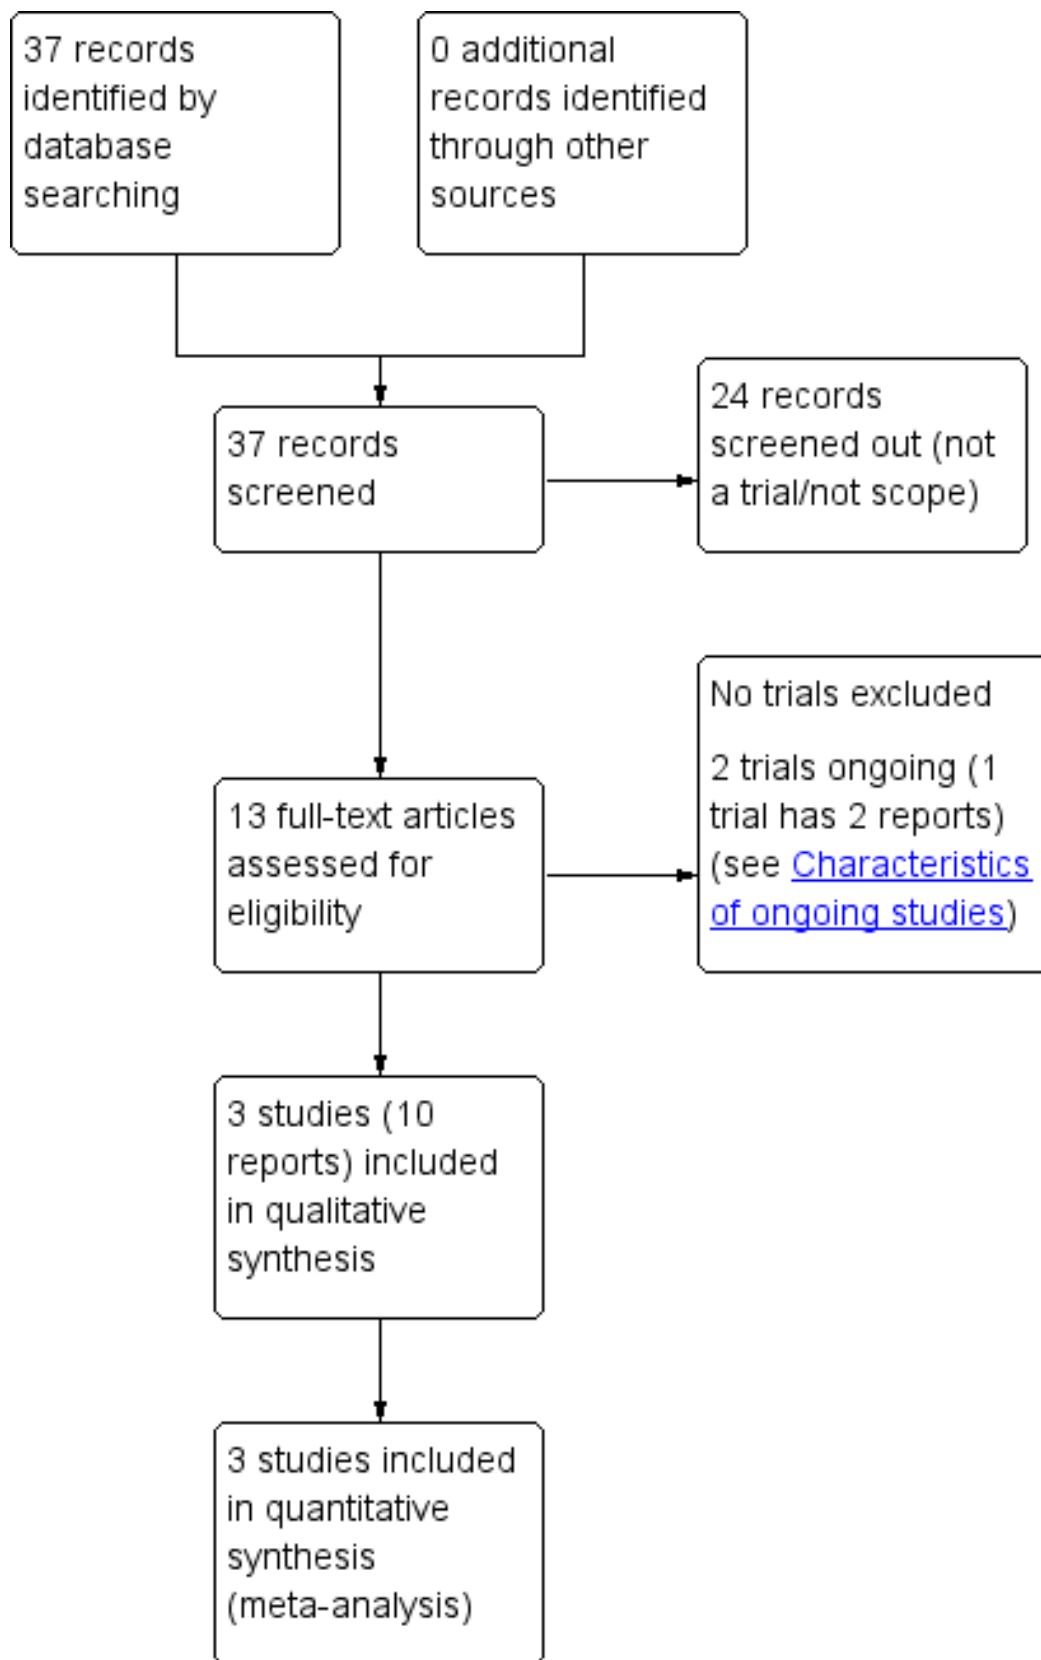 37 records
identified by
database
searching
0 additional
records identified
through other
sources
37 records
screened
24 records
screened out (not
a trial/not scope)
13 full-text articles
assessed for
eligibility
No trials excluded
2 trials ongoing (1
trial has 2 reports)
(see Characteristics
of ongoing studies)
3 studies (10
reports) included
in qualitative
synthesis
3 studies included
in quantitative
synthesis
(meta-analysis)